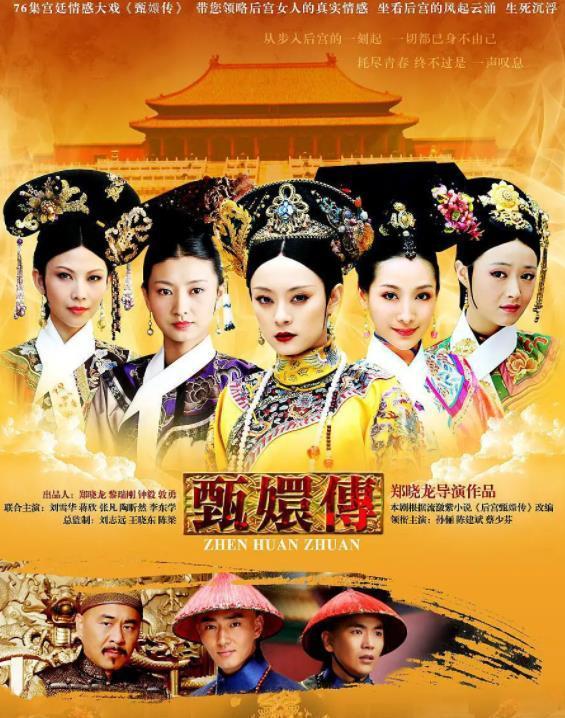 76集宫廷情感大戏《甄嬛传》 带您领略后宫女人的真实情感 坐看后宫的风起云涌 生死沉浮
从步入后宫的一刻起 一切都已身不由己
耗尽青春 终不过是 一声叹息
出品人：郑晓龙 黎瑞刚 钟毅 敦勇
联合主演：刘雪华 蒋欣 张凡 陶昕然 李东学
总监制：刘志远 王晓东 陈梁
甄嬛傳
ZHEN HUAN ZHUAN
郑晓龙导演作品
本剧根据流潋紫小说《后宫甄嬛传》改编
领衔主演：孙俪 陈建斌 蔡少芬